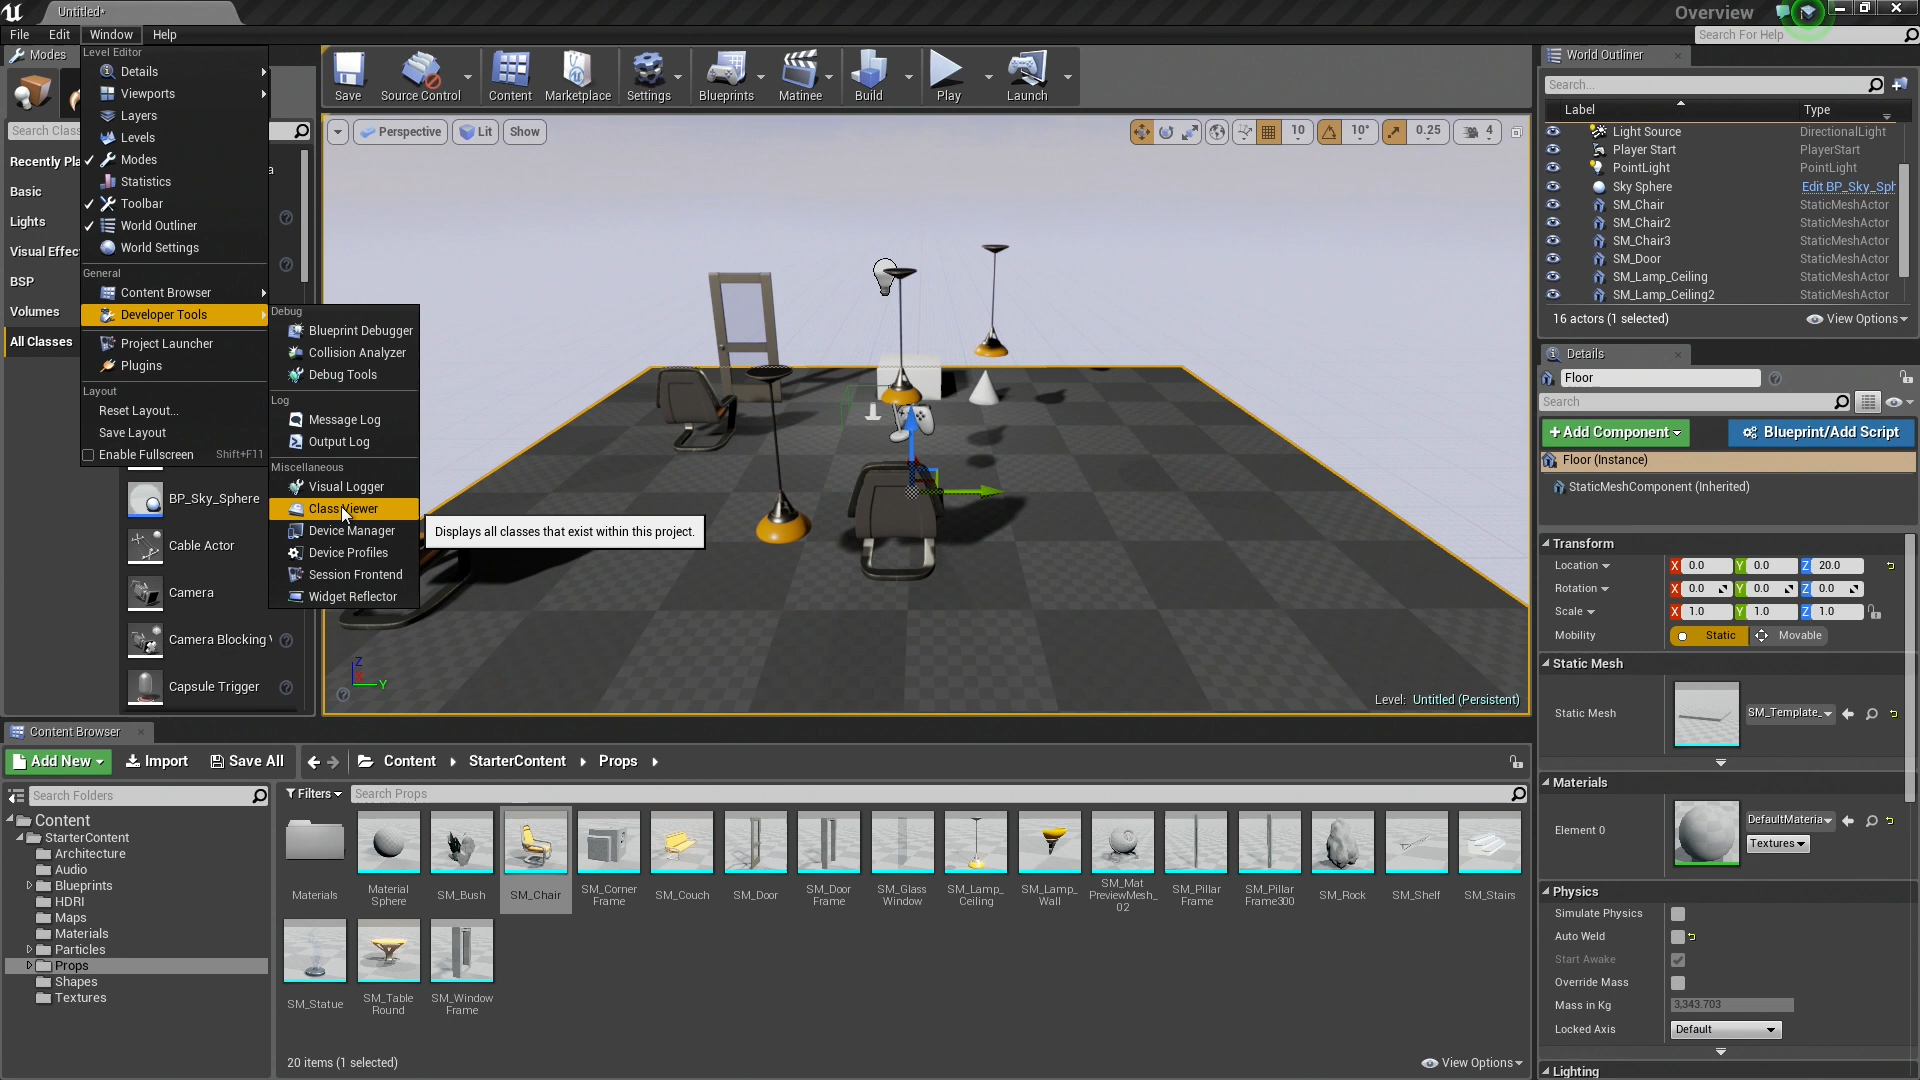 Untitled*
Overview
File Edit Window Help
Search For Help
Modes
Search Clas
Recently Pla
Basic
Lights
Visual Effec
BSP
Volumes
All Classes
a
BP_Sky_Sphere
Cable Actor
Camera
Camera Blocking V
Capsule Trigger
Level Editor
Details
Viewports
Layers
Levels
Modes
Statistics
Toolbar
World Outliner
World Settings
General
Content Browser
Developer Tools
Project Launcher
Plugins
Layout
Reset Layout...
Save Layout
Enable Fullscreen Shift+F11
Debug
Blueprint Debugger
Collision Analyzer
Debug Tools
Log
Message Log
Output Log
Miscellaneous
Visual Logger
Class Viewer
Device Manager
Device Profiles
Session Frontend
Widget Reflector
Displays all classes that exist within this project.
Save
Source Control
Content
Marketplace
Settings
Blueprints
Matinee
Build
Play
Launch
Perspective
Lit
Show
10
10°
0.25
4
Z
Y
Level: Untitled (Persistent)
World Outliner
Search...
Label Type
Light Source DirectionalLight
Player Start PlayerStart
PointLight PointLight
Sky Sphere Edit BP_Sky_Sph
SM_Chair StaticMeshActor
SM_Chair2 StaticMeshActor
SM_Chair3 StaticMeshActor
SM_Door StaticMeshActor
SM_Lamp_Ceiling StaticMeshActor
SM_Lamp_Ceiling2 StaticMeshActor
16 actors (1 selected)
View Options
Details
Floor
Search
+Add Component
Blueprint/Add Script
Floor (Instance)
StaticMeshComponent (Inherited)
Transform
Location X 0.0 Y 0.0 Z 20.0
Rotation X 0.0 Y 0.0 Z 0.0
Scale X 1.0 Y 1.0 Z 1.0
Mobility Static Movable
Static Mesh
Static Mesh SM_Template_
Materials
Element 0 DefaultMateria
Textures
Physics
Simulate Physics
Auto Weld
Start Awake
Override Mass
Mass in Kg 3,343.703
Locked Axis Default
Lighting
Content Browser
Add New
Import
Save All
Content StarterContent Props
Search Folders
Filters
Search Props
Content
StarterContent
Architecture
Audio
Blueprints
HDRI
Maps
Materials
Particles
Props
Shapes
Textures
Materials
Material
Sphere
SM_Bush
SM_Chair
SM_Corner
Frame
SM_Couch
SM_Door
SM_Door
Frame
SM_Glass
Window
SM_Lamp_
Ceiling
SM_Lamp_
Wall
SM_Mat
PreviewMesh_
02
SM_Pillar
Frame
SM_Pillar
Frame300
SM_Rock
SM_Shelf
SM_Stairs
SM_Statue
SM_Table
Round
SM_Window
Frame
20 items (1 selected)
View Options